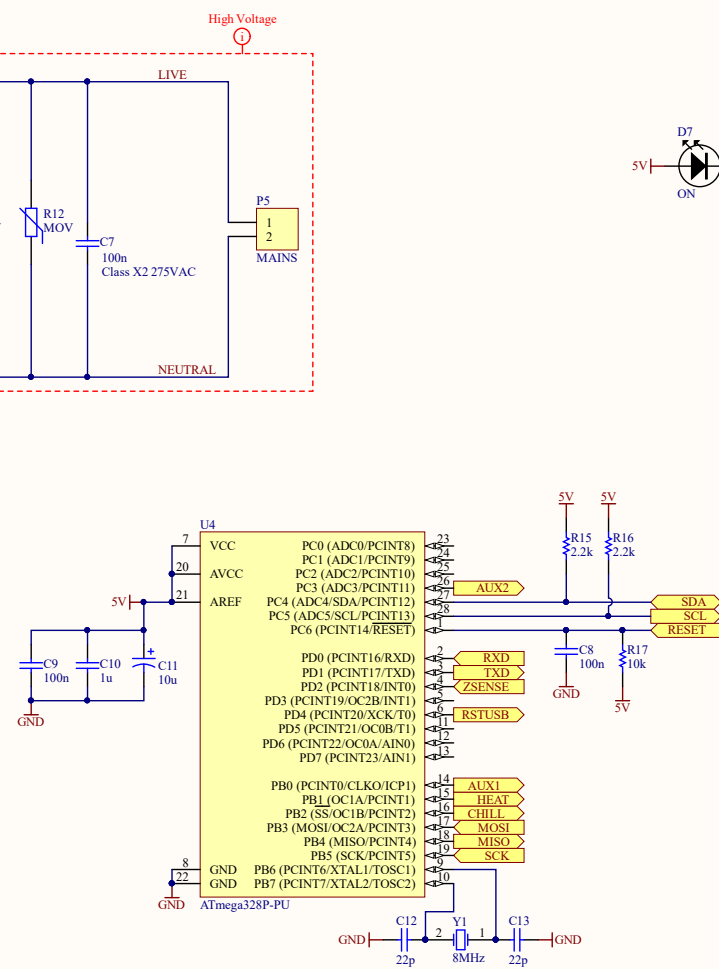 High Voltage
i
LIVE
D7
5V
ON
R12
MOV
P5
1
2
MAINS
C7
100n
Class X2 275VAC
NEUTRAL
5V
5V
R15
2.2k
R16
2.2k
U4
7 VCC PC0 (ADC0/PCINT8) 23
PC1 (ADC1/PCINT9) 24
20 AVCC PC2 (ADC2/PCINT10) 25
PC3 (ADC3/PCINT11) 26 AUX2
5V 21 AREF PC4 (ADC4/SDA/PCINT12) 27 SDA
PC5 (ADC5/SCL/PCINT13) 28 SCL
PC6 (PCINT14/RESET) 1 RESET
C9
100n
C10
1u
C11
10u
+
GND
C8
100n
GND
R17
10k
5V
PD0 (PCINT16/RXD) 2 RXD
PD1 (PCINT17/TXD) 3 TXD
PD2 (PCINT18/INT0) 4 ZSENSE
PD3 (PCINT19/OC2B/INT1) 5
PD4 (PCINT20/XCK/T0) 6 RSTUSB
PD5 (PCINT21/OC0B/T1) 11
PD6 (PCINT22/OC0A/AIN0) 12
PD7 (PCINT23/AIN1) 13
PB0 (PCINT0/CLKO/ICP1) 14 AUX1
PB1 (OC1A/PCINT1) 15 HEAT
PB2 (SS/OC1B/PCINT2) 16 CHILL
PB3 (MOSI/OC2A/PCINT3) 17 MOSI
PB4 (MISO/PCINT4) 18 MISO
PB5 (SCK/PCINT5) 19 SCK
8 GND PB6 (PCINT6/XTAL1/TOSC1) 9
22 GND PB7 (PCINT7/XTAL2/TOSC2) 10
GND
ATmega328P-PU
GND
C12
22p
2
Y1
8MHz
1
C13
22p
GND